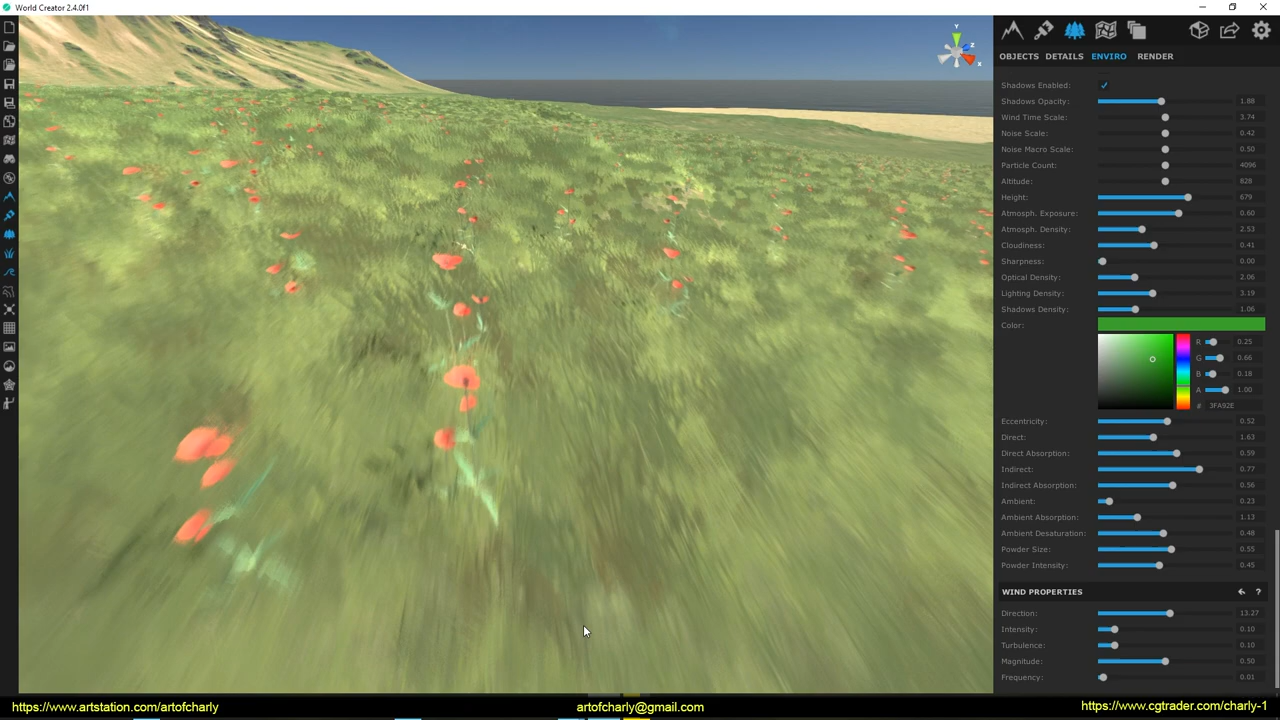 World Creator 2.4.0f1
Y
Z
X
OBJECTS DETAILS ENVIRO RENDER
Shadows Enabled:
Shadows Opacity: 1.88
Wind Time Scale: 3.74
Noise Scale: 0.42
Noise Macro Scale: 0.50
Particle Count: 4096
Altitude: 828
Height: 679
Atmosph. Exposure: 0.60
Atmosph. Density: 2.53
Cloudiness: 0.41
Sharpness: 0.00
Optical Density: 2.06
Lighting Density: 3.19
Shadows Density: 1.06
Color:
R 0.25
G 0.66
B 0.18
A 1.00
# 3FA92E
Eccentricity: 0.52
Direct: 1.63
Direct Absorption: 0.59
Indirect: 0.77
Indirect Absorption: 0.56
Ambient: 0.23
Ambient Absorption: 1.13
Ambient Desaturation: 0.48
Powder Size: 0.55
Powder Intensity: 0.45
WIND PROPERTIES ?
Direction: 13.27
Intensity: 0.10
Turbulence: 0.10
Magnitude: 0.50
Frequency: 0.01
https://www.artstation.com/artofcharly artofcharly@gmail.com https://www.cgtrader.com/charly-1